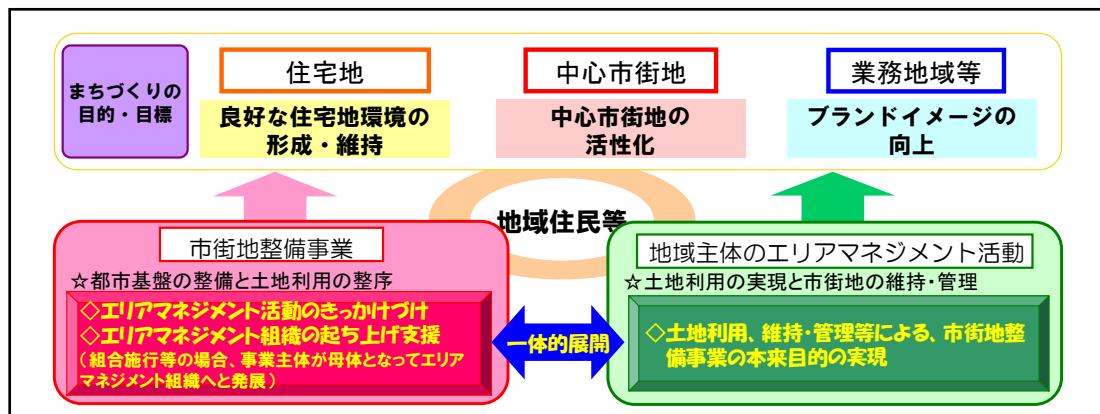 まちづくりの
目的・目標
住宅地
良好な住宅地環境の
形成・維持
中心市街地
中心市街地の
活性化
業務地域等
ブランドイメージの
向上
地域住民等
市街地整備事業
☆都市基盤の整備と土地利用の整序
◇エリアマネジメント活動のきっかけづけ
◇エリアマネジメント組織の起ち上げ支援
（組合施行等の場合、事業主体が母体となってエリア
マネジメント組織へと発展）
一体的展開
地域主体のエリアマネジメント活動
☆土地利用の実現と市街地の維持・管理
◇土地利用、維持・管理等による、市街地整
備事業の本来目的の実現